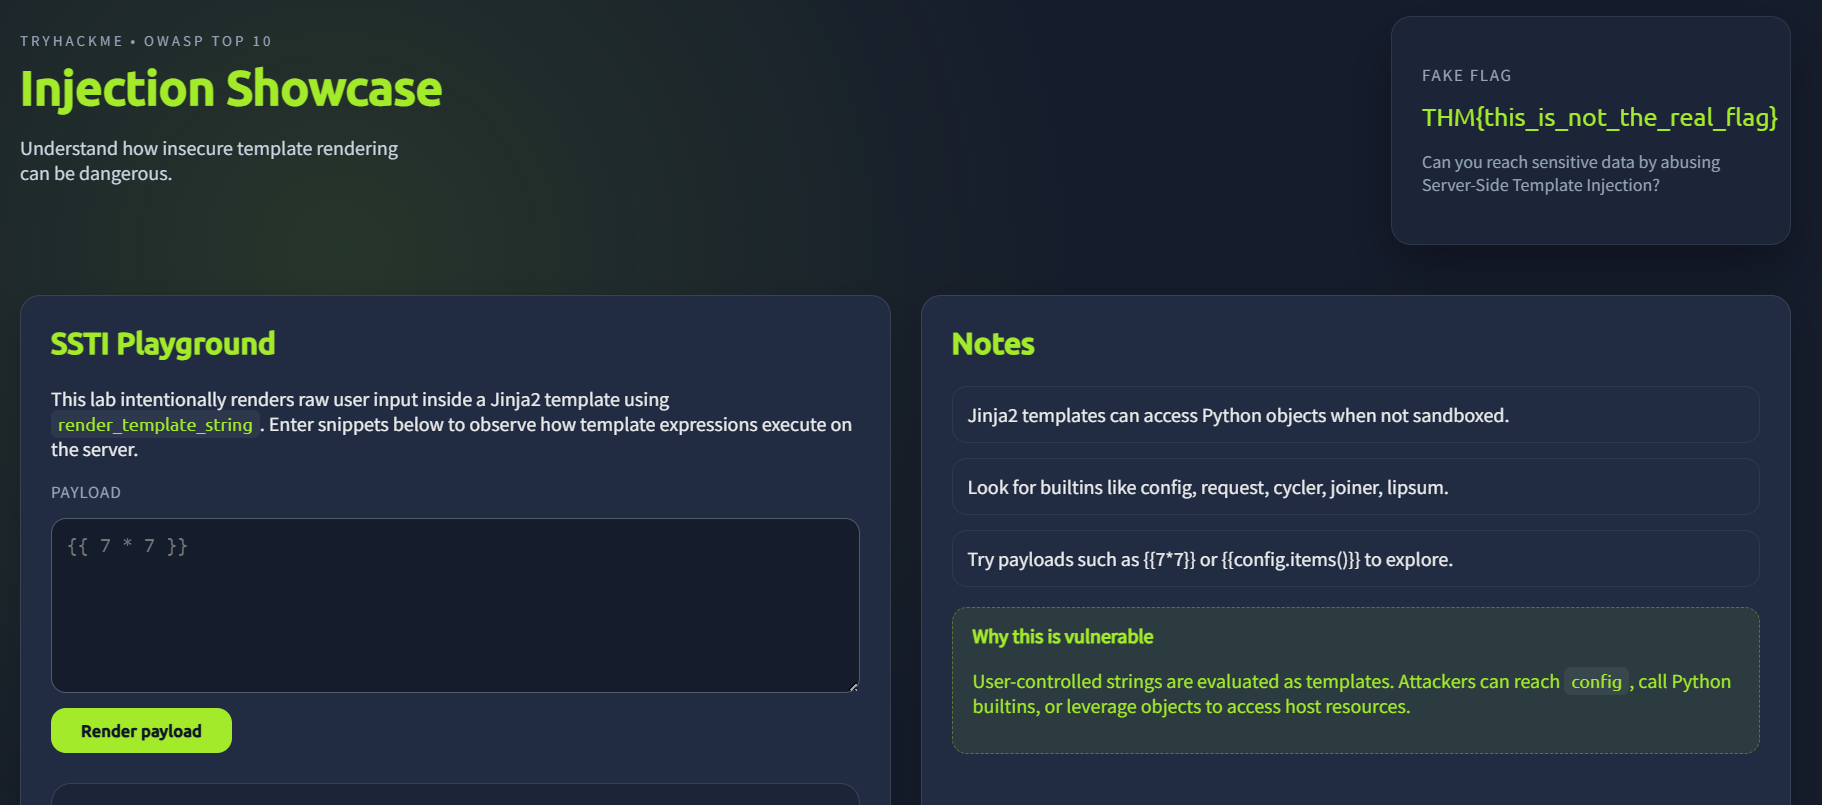 TRYHACKME • OWASP TOP 10
Injection Showcase
Understand how insecure template rendering
can be dangerous.
FAKE FLAG
THM{this_is_not_the_real_flag}
Can you reach sensitive data by abusing
Server-Side Template Injection?
SSTI Playground
This lab intentionally renders raw user input inside a Jinja2 template using
render_template_string. Enter snippets below to observe how template expressions execute on
the server.
PAYLOAD
{{ 7 * 7 }}
Render payload
Notes
Jinja2 templates can access Python objects when not sandboxed.
Look for builtins like config, request, cycler, joiner, lipsum.
Try payloads such as {{7*7}} or {{config.items()}} to explore.
Why this is vulnerable
User-controlled strings are evaluated as templates. Attackers can reach config, call Python
builtins, or leverage objects to access host resources.